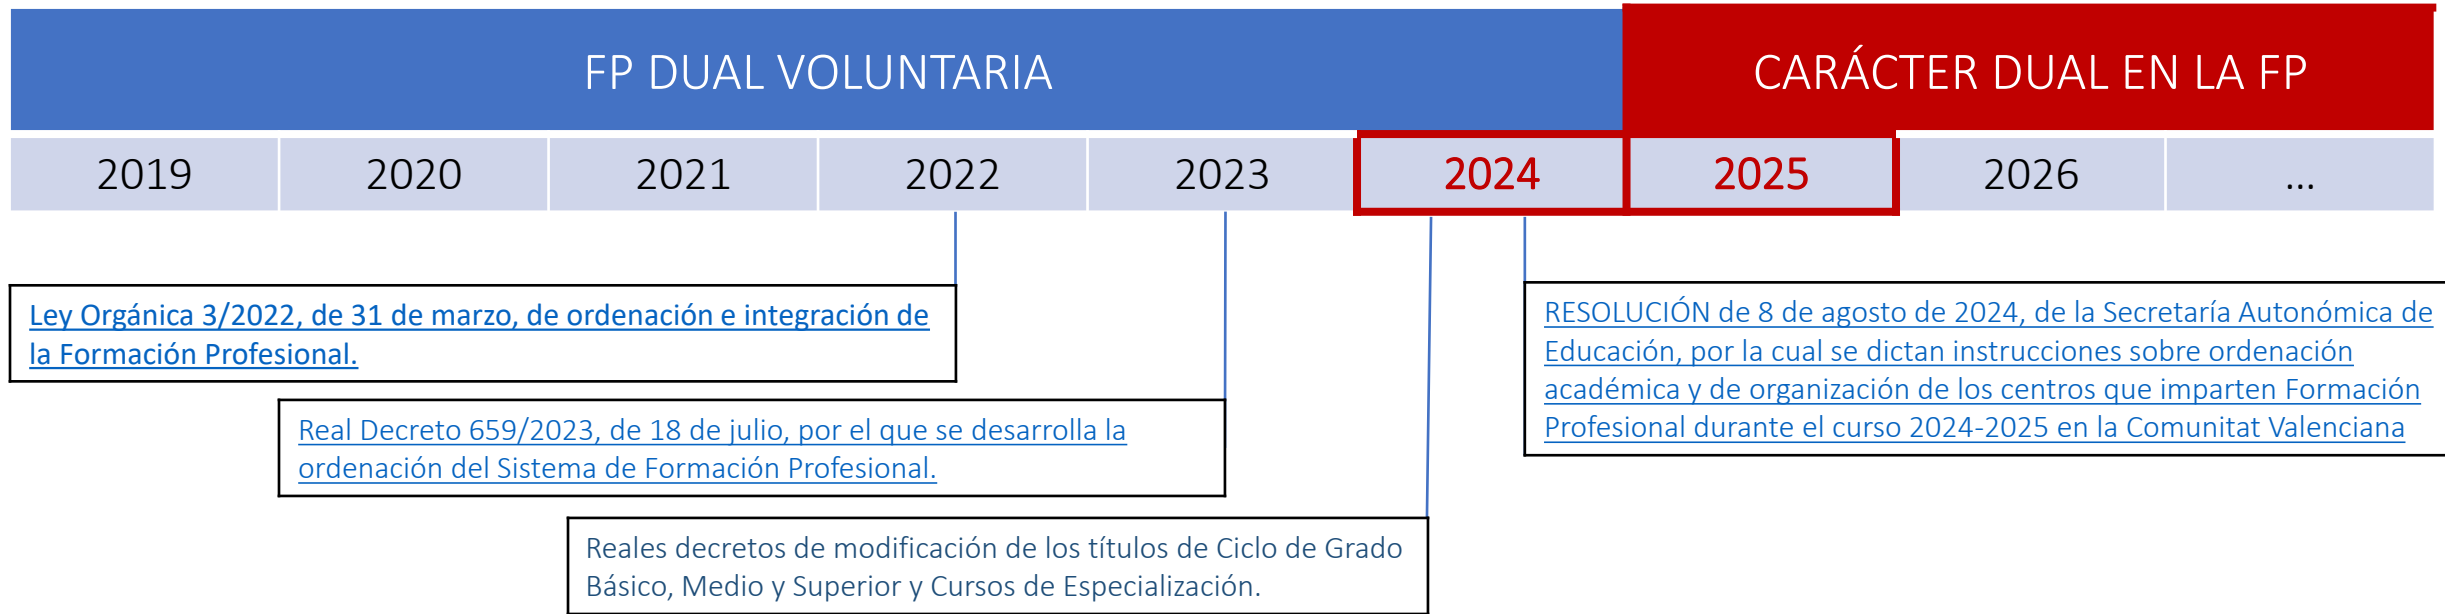 FP DUAL VOLUNTARIA
CARÁCTER DUAL EN LA FP
2019
2020
2021
2022
2023
2024
2025
2026
...
Ley Orgánica 3/2022, de 31 de marzo, de ordenación e integración de
la Formación Profesional.
Real Decreto 659/2023, de 18 de julio, por el que se desarrolla la
ordenación del Sistema de Formación Profesional.
Reales decretos de modificación de los títulos de Ciclo de Grado
Básico, Medio y Superior y Cursos de Especialización.
RESOLUCIÓN de 8 de agosto de 2024, de la Secretaría Autonómica de
Educación, por la cual se dictan instrucciones sobre ordenación
académica y de organización de los centros que imparten Formación
Profesional durante el curso 2024-2025 en la Comunitat Valenciana